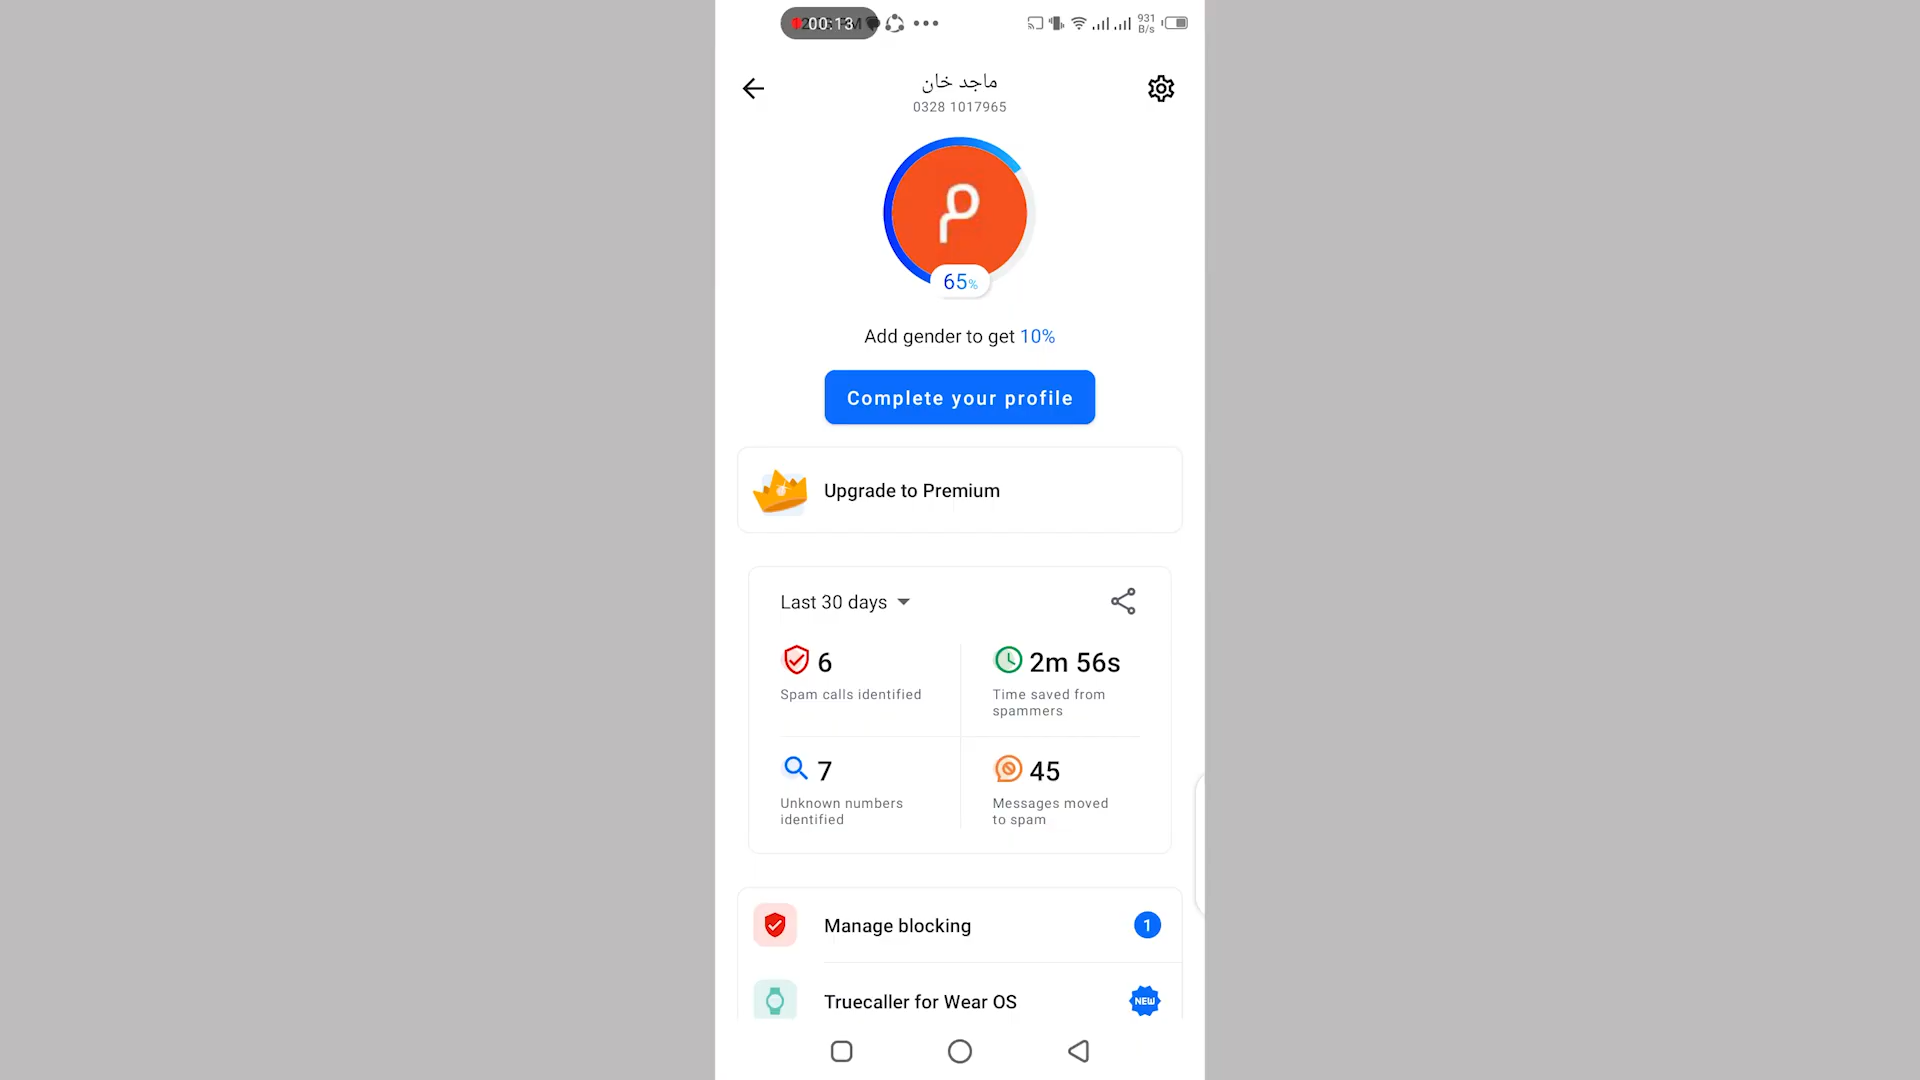 00:13
931
B/s
ماجد خان
0328 1017965
م
65%
Add gender to get 10%
Complete your profile
Upgrade to Premium
Last 30 days
6
Spam calls identified
2m 56s
Time saved from
spammers
7
Unknown numbers
identified
45
Messages moved
to spam
Manage blocking
1
Truecaller for Wear OS
NEW